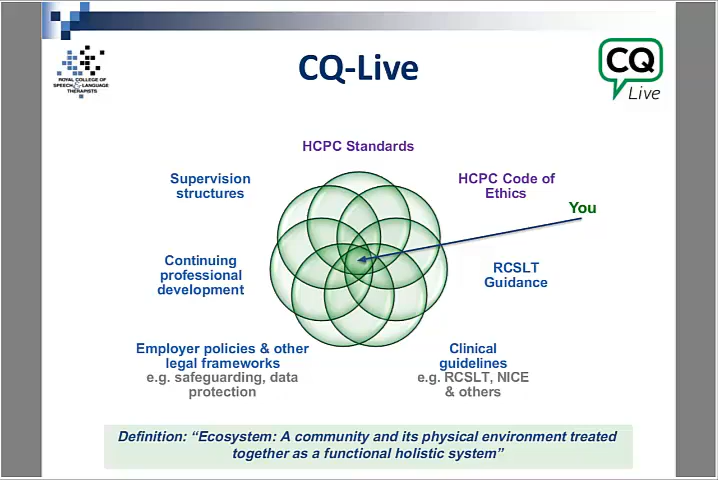 CQ-Live
ROYAL COLLEGE OF
SPEECH & LANGUAGE
THERAPISTS
CQ
Live
HCPC Standards
Supervision
structures
HCPC Code of
Ethics
You
Continuing
professional
development
RCSLT
Guidance
Employer policies & other
legal frameworks
e.g. safeguarding, data
protection
Clinical
guidelines
e.g. RCSLT, NICE
& others
Definition: “Ecosystem: A community and its physical environment treated
together as a functional holistic system”